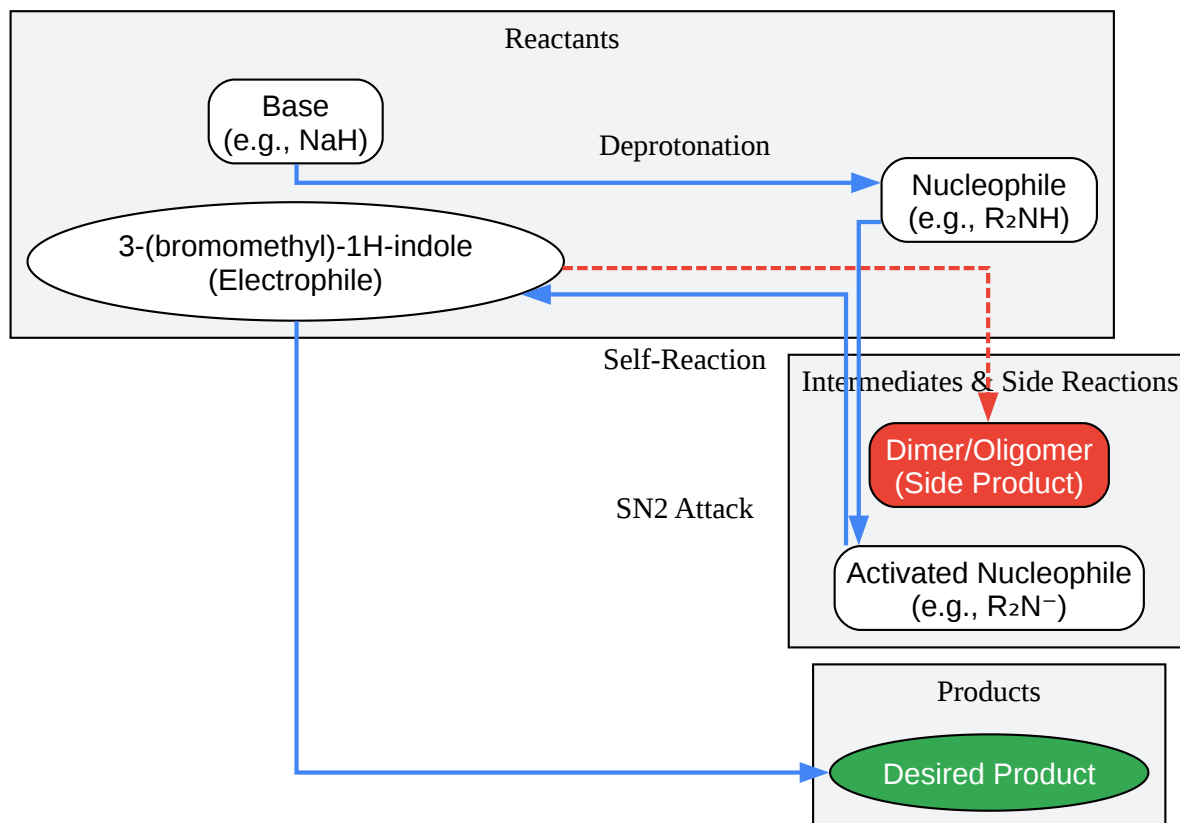 Reactants
Base
(e.g., NaH)
Deprotonation
Nucleophile
(e.g., R₂NH)
3-(bromomethyl)-1H-indole
(Electrophile)
Self-Reaction
Intermediates & Side Reactions
Dimer/Oligomer
(Side Product)
SN2 Attack
Activated Nucleophile
(e.g., R₂N⁻)
Products
Desired Product